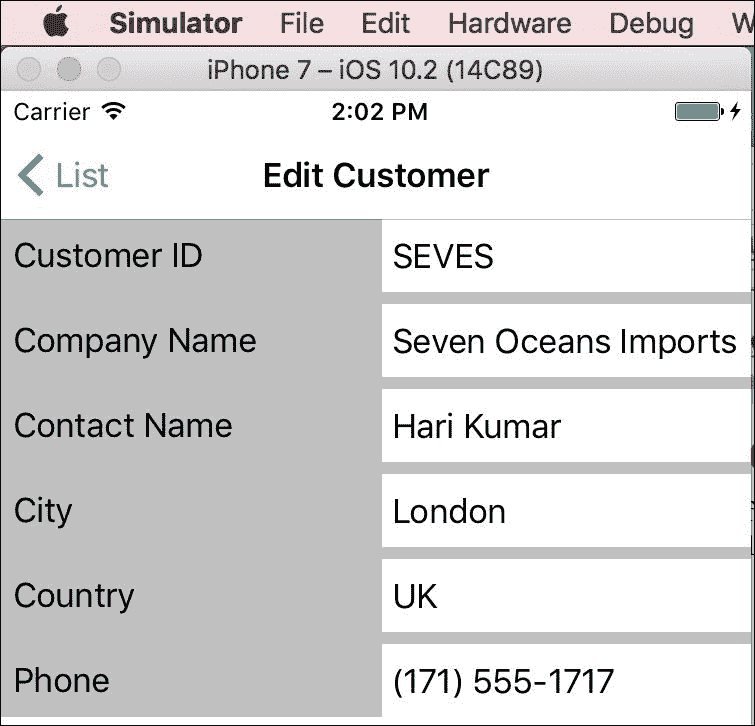 Simulator File Edit Hardware Debug W
iPhone 7 – iOS 10.2 (14C89)
Carrier 2:02 PM
List Edit Customer
Customer ID SEVES
Company Name Seven Oceans Imports
Contact Name Hari Kumar
City London
Country UK
Phone (171) 555-1717